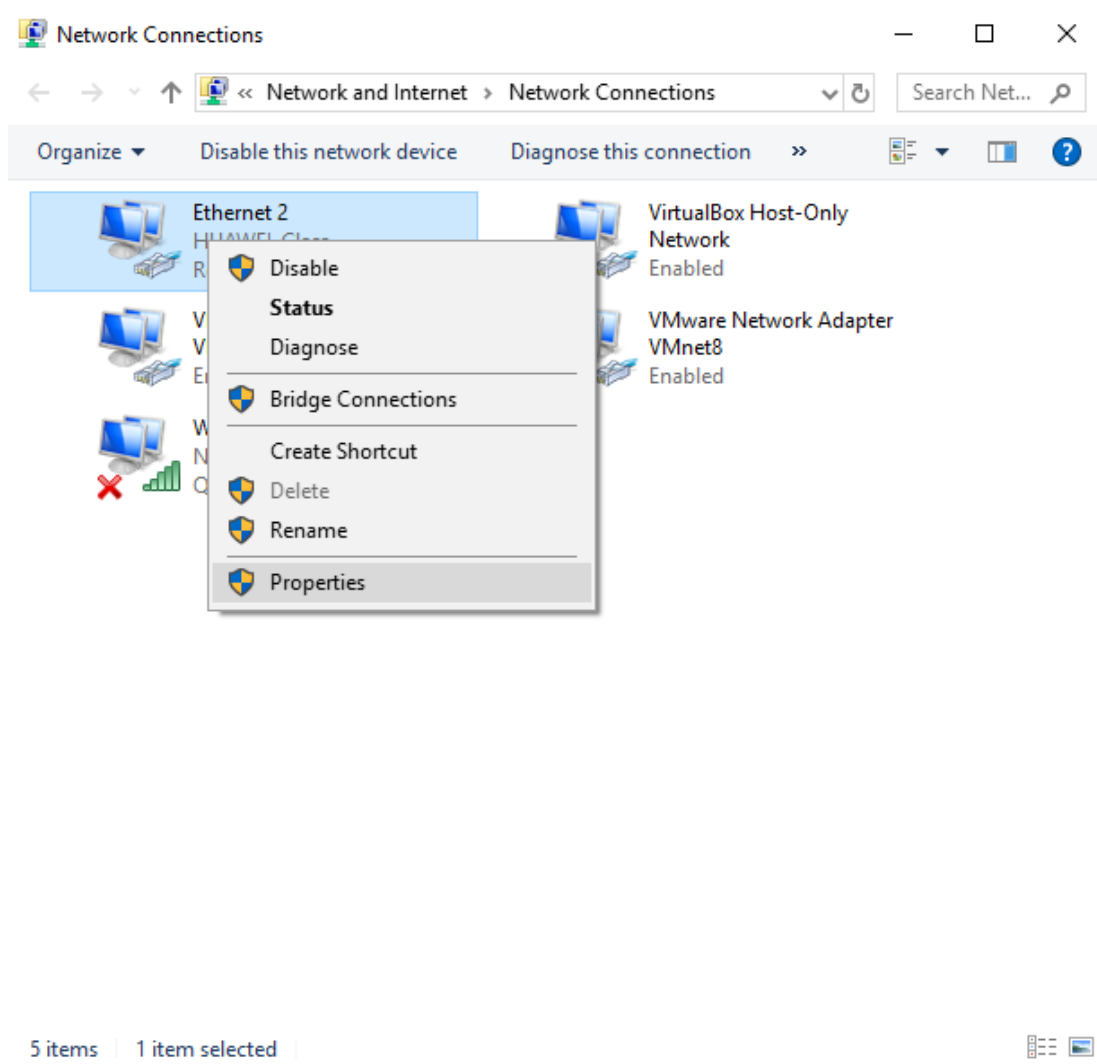 Network Connections
« Network and Internet > Network Connections
Search Net...
Organize
Disable this network device
Diagnose this connection
»
Ethernet 2
VirtualBox Host-Only
Network
Enabled
VMware Network Adapter
VMnet8
Enabled
Disable
Status
Diagnose
Bridge Connections
Create Shortcut
Delete
Rename
Properties
5 items
1 item selected